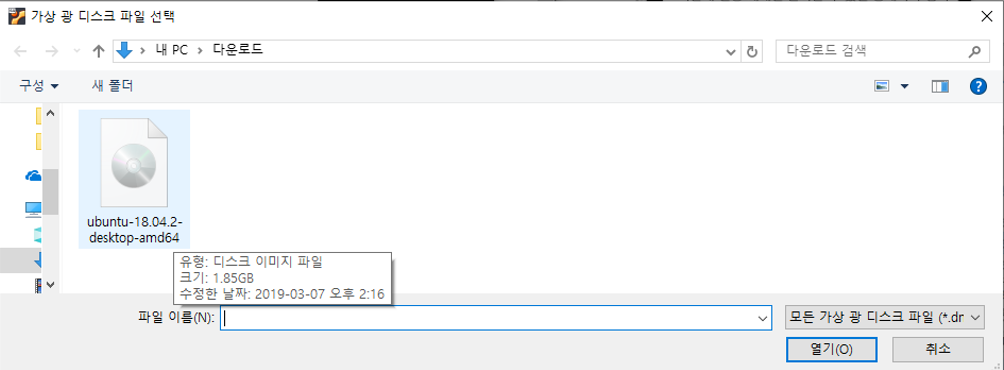 가상 광 디스크 파일 선택
내 PC
다운로드
다운로드 검색
구성
새 폴더
ubuntu-18.04.2-
desktop-amd64
유형: 디스크 이미지 파일
크기: 1.85GB
수정한 날짜: 2019-03-07 오후 2:16
파일 이름(N):
모든 가상 광 디스크 파일 (*.dr
열기(O)
취소